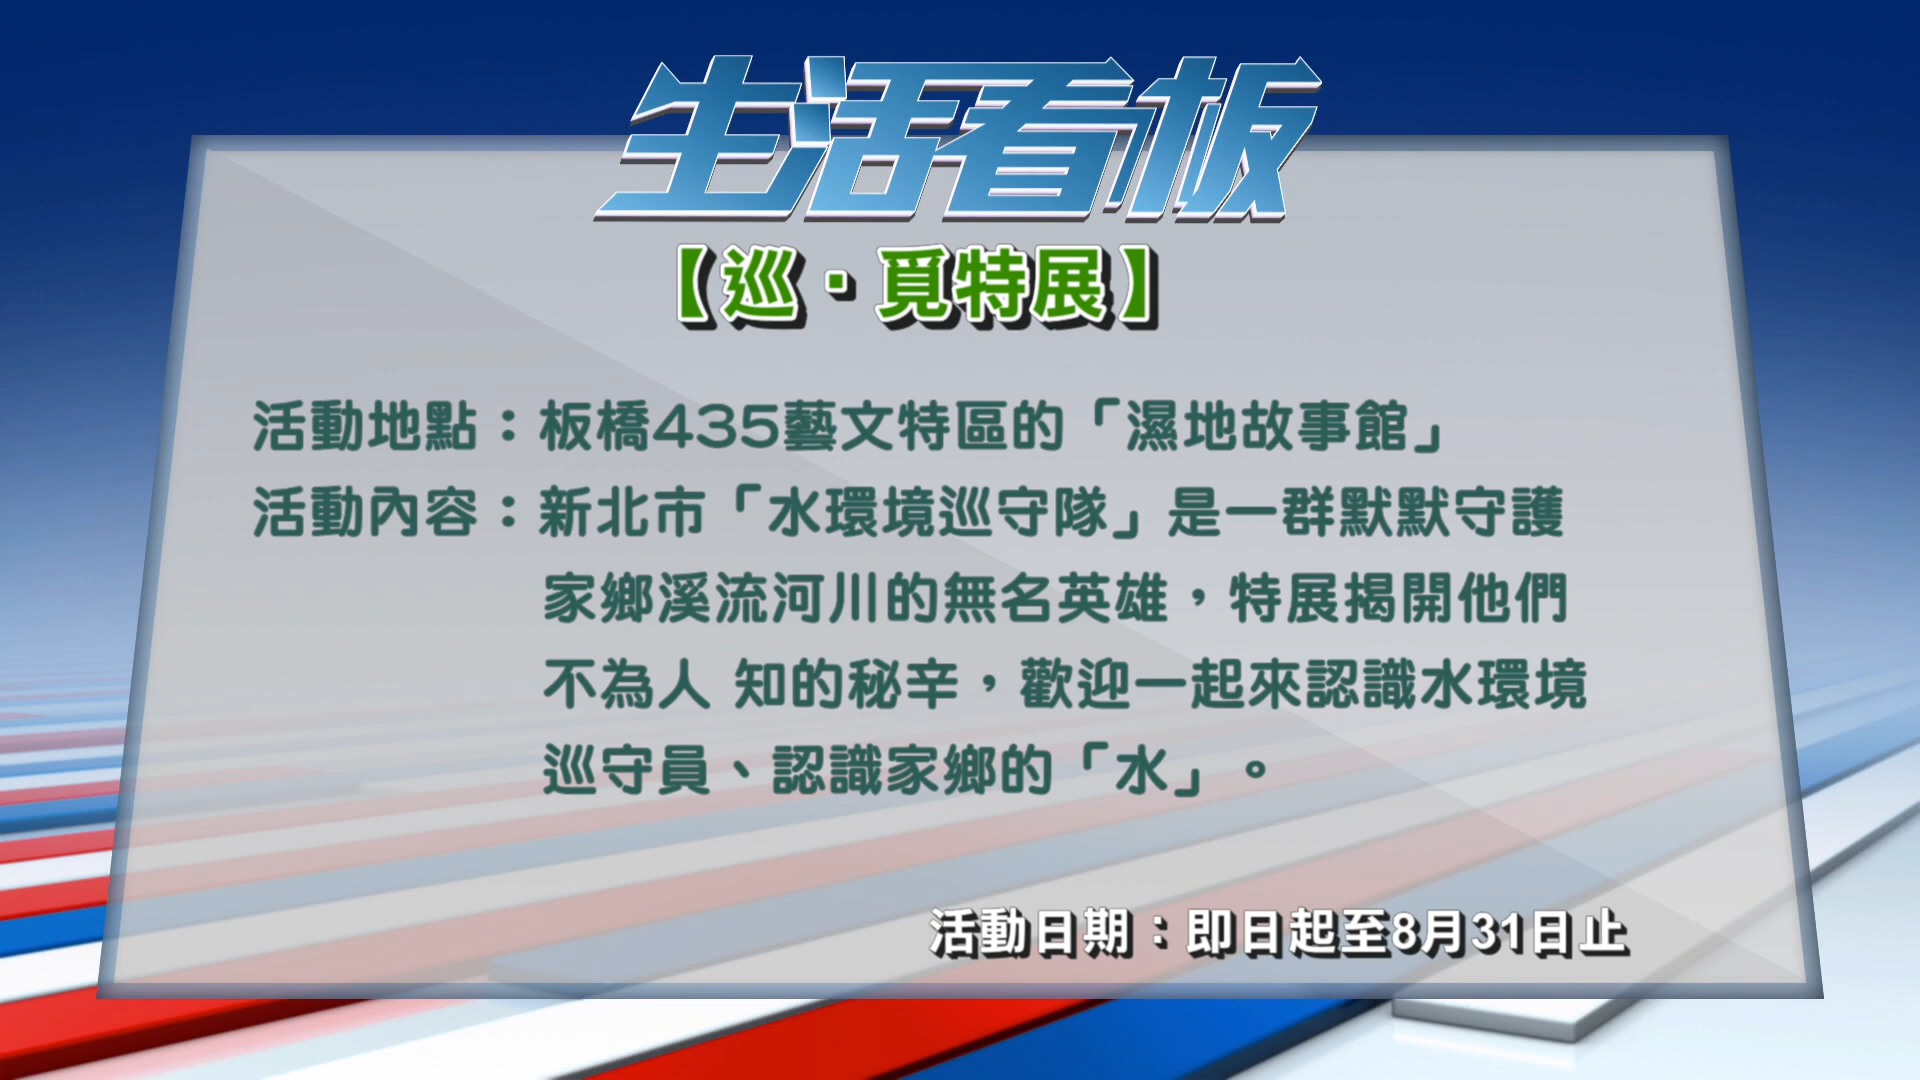 生活看板
【巡·覓特展】
活動地點：板橋435藝文特區的「濕地故事館」
活動內容：新北市「水環境巡守隊」是一群默默守護
家鄉溪流河川的無名英雄，特展揭開他們
不為人 知的秘辛，歡迎一起來認識水環境
巡守員、認識家鄉的「水」。
活動日期：即日起至8月31日止